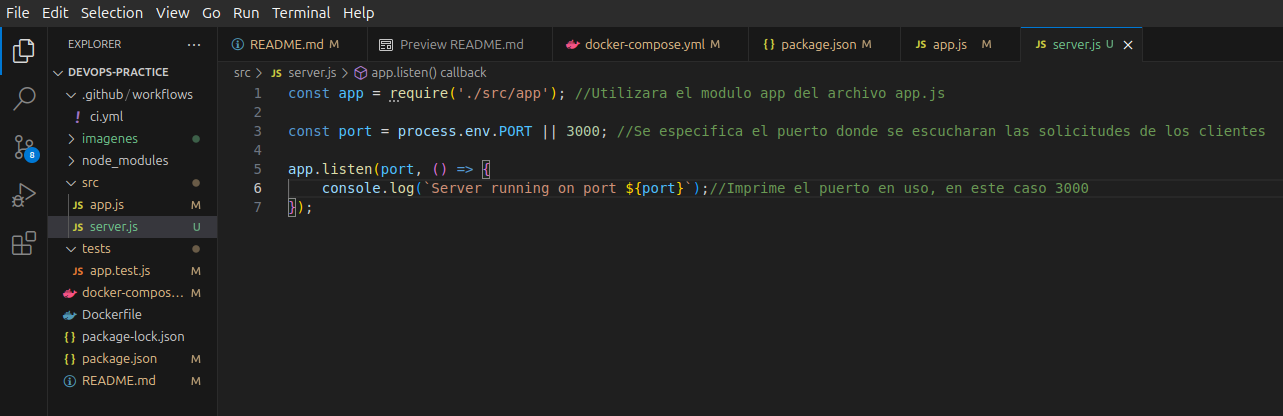 File Edit Selection View Go Run Terminal Help
EXPLORER ...
README.md M Preview README.md docker-compose.yml M package.json M app.js M server.js U
DEVOPS-PRACTICE
src > server.js > app.listen() callback
.github/workflows
ci.yml
imagenes
node_modules
src
app.js M
server.js U
tests
app.test.js M
docker-compos... M
Dockerfile
package-lock.json
package.json M
README.md M
8
1 const app = require('./src/app'); //Utilizara el modulo app del archivo app.js
2
3 const port = process.env.PORT || 3000; //Se especifica el puerto donde se escucharan las solicitudes de los clientes
4
5 app.listen(port, () => {
6 console.log(`Server running on port ${port}`);//Imprime el puerto en uso, en este caso 3000
7 });